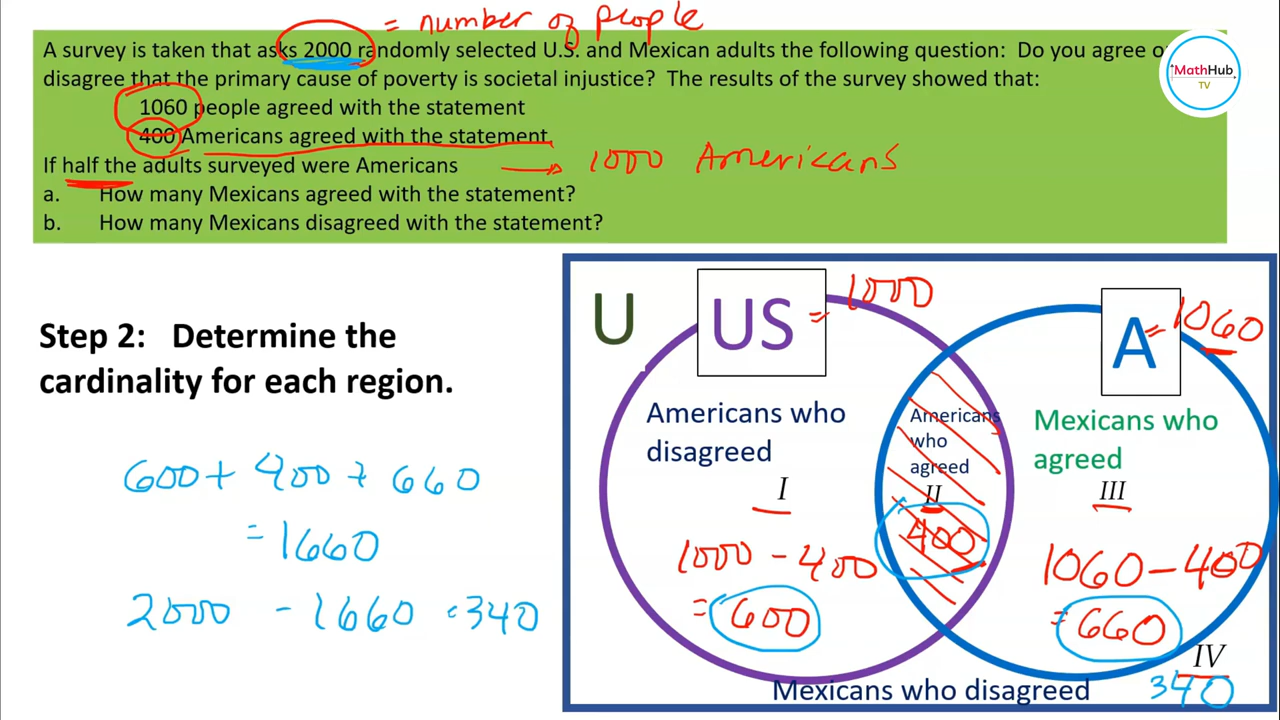 = number of people
A survey is taken that asks 2000 randomly selected U.S. and Mexican adults the following question: Do you agree or
disagree that the primary cause of poverty is societal injustice? The results of the survey showed that:
1060 people agreed with the statement
400 Americans agreed with the statement
If half the adults surveyed were Americans → 1000 Americans
a. How many Mexicans agreed with the statement?
b. How many Mexicans disagreed with the statement?
MathHub
TV
Step 2: Determine the
cardinality for each region.
600 + 400 + 660
= 1660
2000 - 1660 = 340
U
US = 1000
A = 1060
Americans who
disagreed
I
1000 - 400
= 600
Americans
who
agreed
II
400
Mexicans who
agreed
III
1060 - 400
= 660
IV
340
Mexicans who disagreed